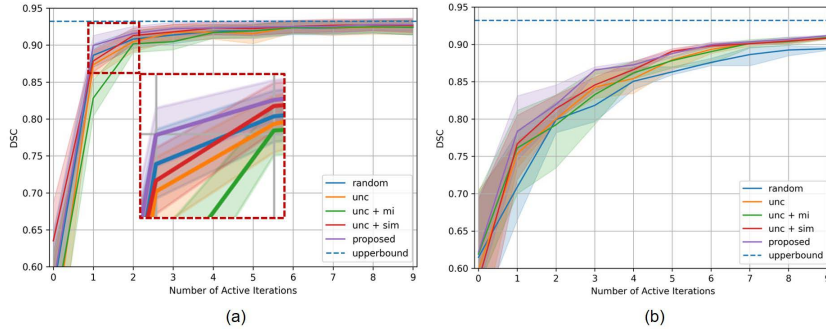 0.95
0.90
0.85
0.80
0.75
0.70
0.65
0.60
DSC
random
unc
unc + mi
unc + sim
proposed
upperbound
0 1 2 3 4 5 6 7 8 9
Number of Active Iterations
(a)
0.95
0.90
0.85
0.80
0.75
0.70
0.65
0.60
DSC
random
unc
unc + mi
unc + sim
proposed
upperbound
0 1 2 3 4 5 6 7 8 9
Number of Active Iterations
(b)